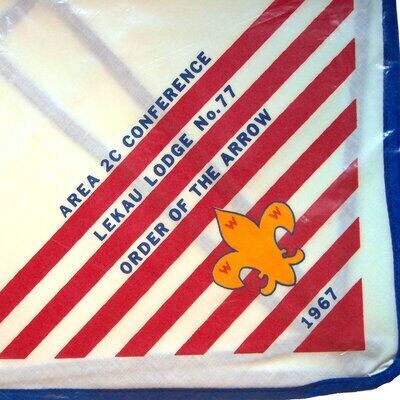 AREA 2C CONFERENCE
LEKAU LODGE No.77
ORDER OF THE ARROW
W
W
W
1967